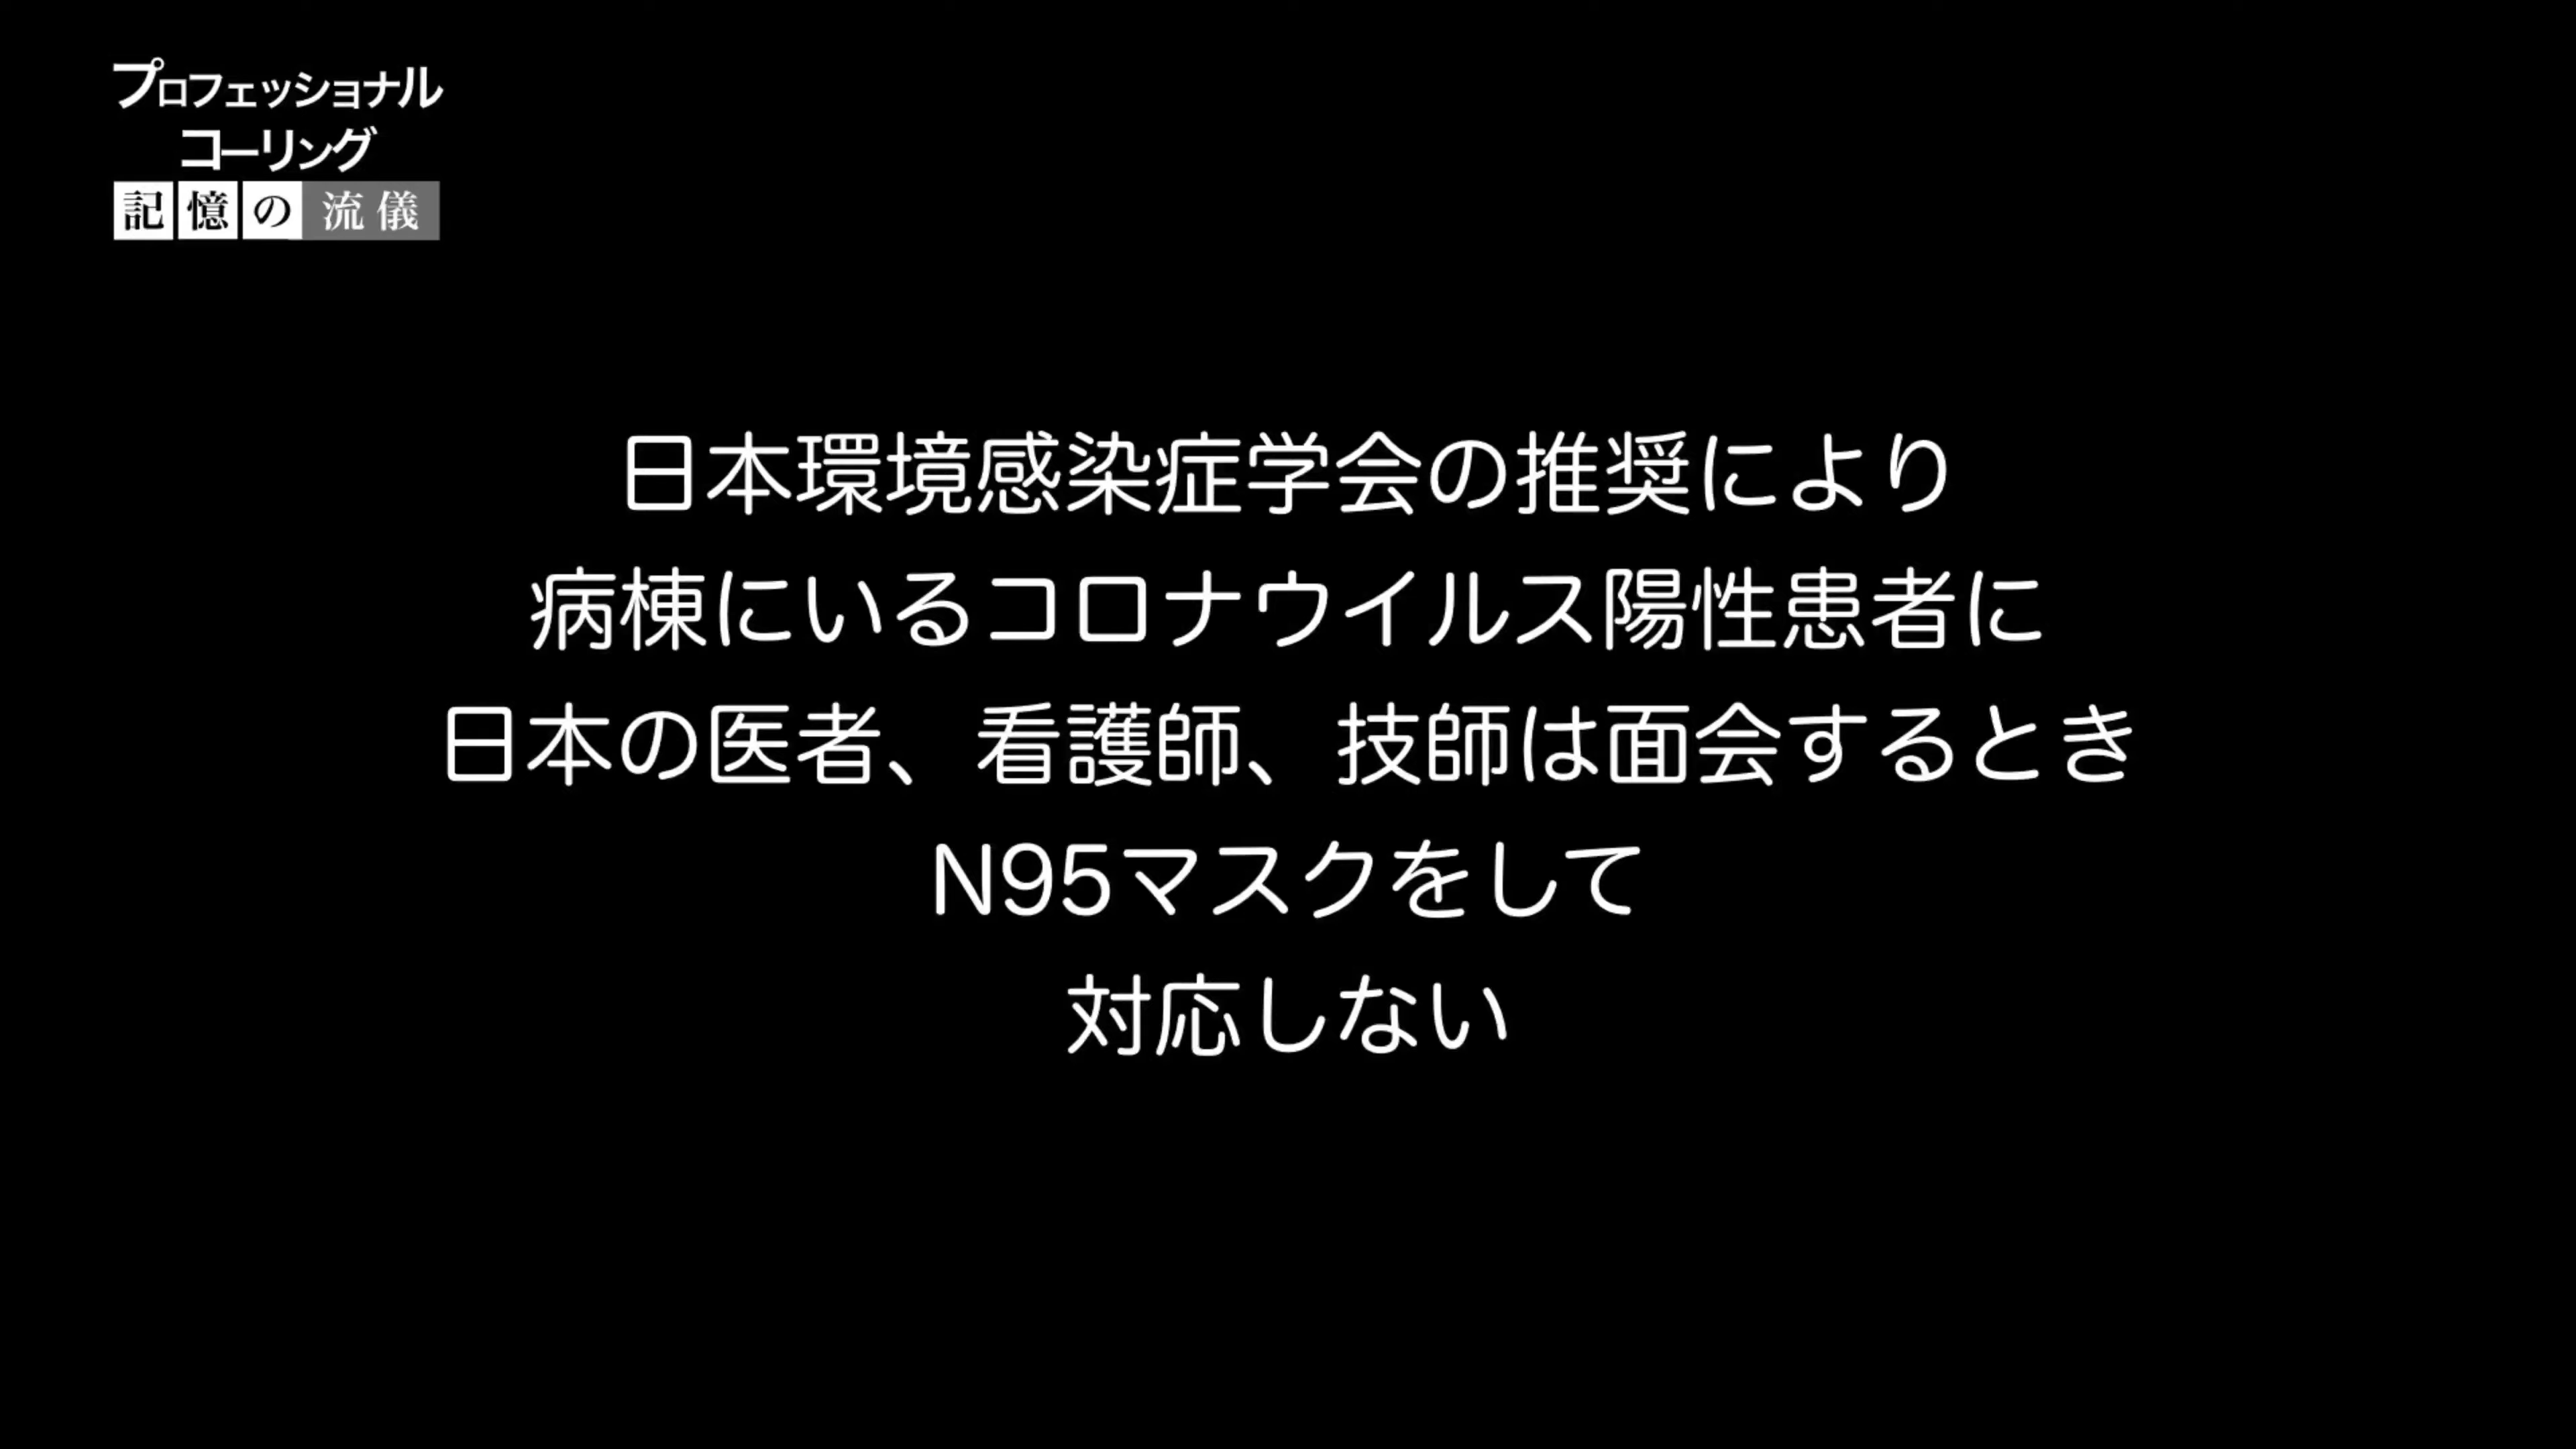 プロフェッショナル
コーリング
記憶の流儀
日本環境感染症学会の推奨により
病棟にいるコロナウイルス陽性患者に
日本の医者、看護師、技師は面会するとき
N95マスクをして
対応しない